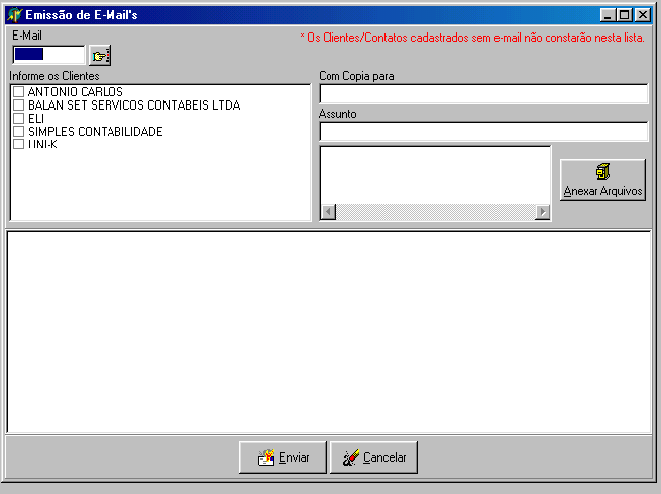 Emissão de E-Mail's
E-Mail
* Os Clientes/Contatos cadastrados sem e-mail não constarão nesta lista.
Informe os Clientes
ANTONIO CARLOS
BALAN SET SERVICOS CONTABEIS LTDA
ELI
SIMPLES CONTABILIDADE
UNI-K
Com Copia para
Assunto
Anexar Arquivos
Enviar
Cancelar